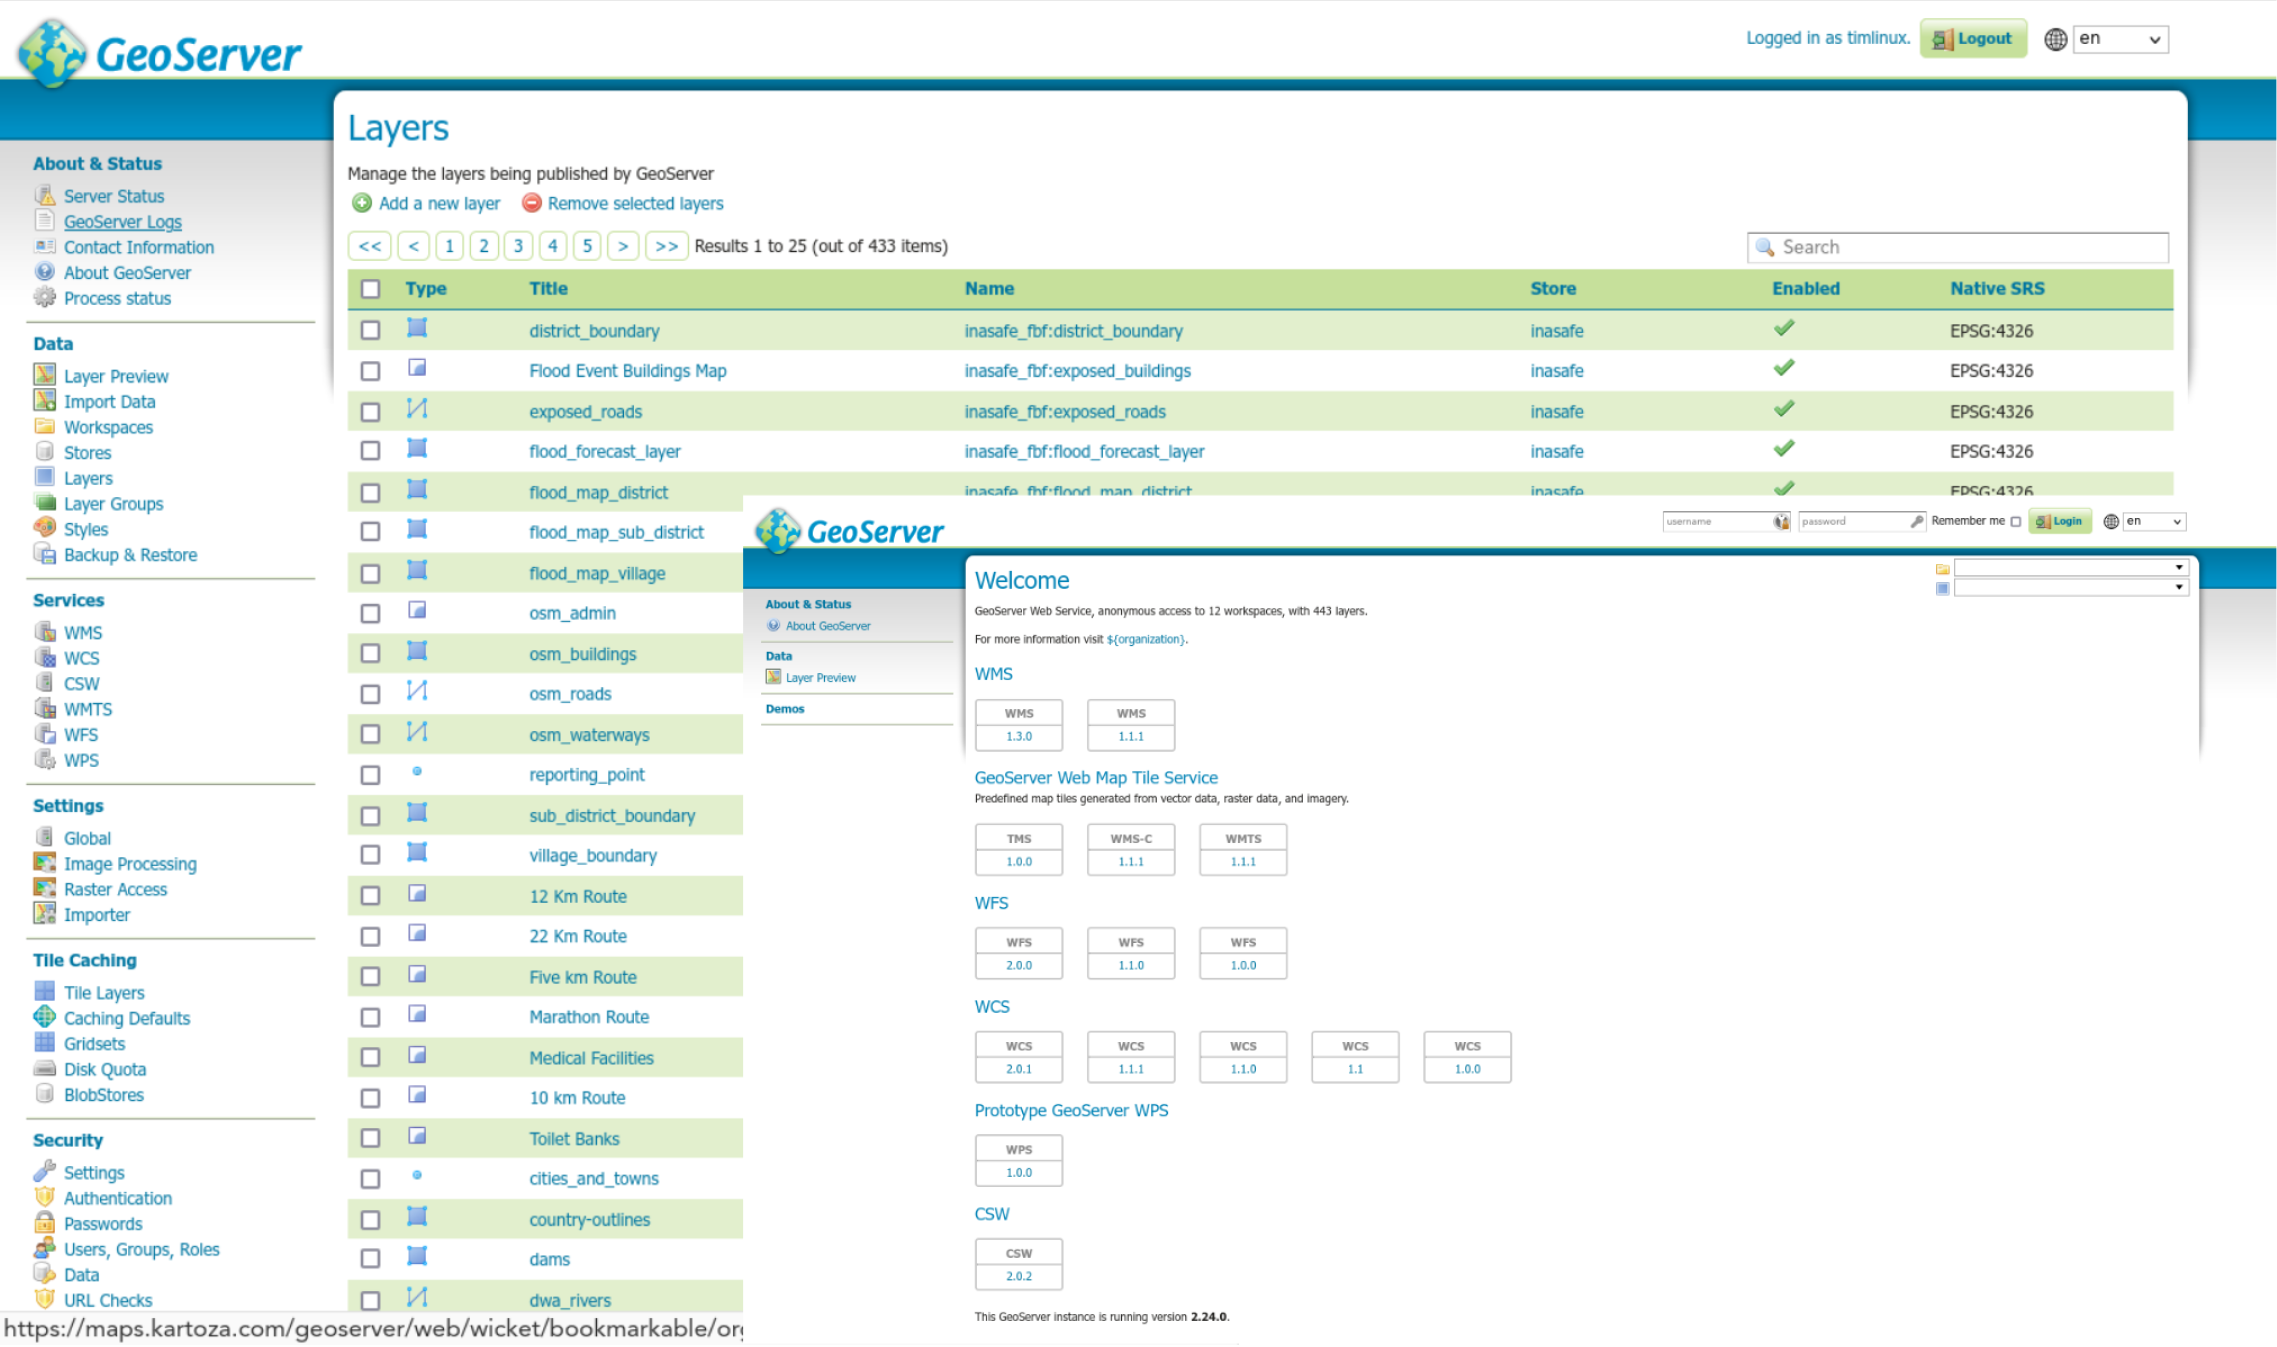 GeoServer
Logged in as timlinux. Logout en
About & Status
Server Status
GeoServer Logs
Contact Information
About GeoServer
Process status
Data
Layer Preview
Import Data
Workspaces
Stores
Layers
Layer Groups
Styles
Backup & Restore
Services
WMS
WCS
CSW
WMTS
WFS
WPS
Settings
Global
Image Processing
Raster Access
Importer
Tile Caching
Tile Layers
Caching Defaults
Gridsets
Disk Quota
BlobStores
Security
Settings
Authentication
Passwords
Users, Groups, Roles
Data
URL Checks
https://maps.kartoza.com/geoserver/web/wicket/bookmarkable/org
Layers
Manage the layers being published by GeoServer
Add a new layer Remove selected layers
<< < 1 2 3 4 5 > >> Results 1 to 25 (out of 433 items) Search
Type Title Name Store Enabled Native SRS
district_boundary inasafe_fbf:district_boundary inasafe EPSG:4326
Flood Event Buildings Map inasafe_fbf:exposed_buildings inasafe EPSG:4326
exposed_roads inasafe_fbf:exposed_roads inasafe EPSG:4326
flood_forecast_layer inasafe_fbf:flood_forecast_layer inasafe EPSG:4326
flood_map_district inasafe_fbf:flood_map_district inasafe EPSG:4326
flood_map_sub_district
flood_map_village
osm_admin
osm_buildings
osm_roads
osm_waterways
reporting_point
sub_district_boundary
village_boundary
12 Km Route
22 Km Route
Five km Route
Marathon Route
Medical Facilities
10 km Route
Toilet Banks
cities_and_towns
country-outlines
dams
dwa_rivers
GeoServer
username password Remember me Login en
About & Status
About GeoServer
Data
Layer Preview
Demos
Welcome
GeoServer Web Service, anonymous access to 12 workspaces, with 443 layers.
For more information visit ${organization}.
WMS
WMS WMS
1.3.0 1.1.1
GeoServer Web Map Tile Service
Predefined map tiles generated from vector data, raster data, and imagery.
TMS WMS-C WMTS
1.0.0 1.1.1 1.1.1
WFS
WFS WFS WFS
2.0.0 1.1.0 1.0.0
WCS
WCS WCS WCS WCS WCS
2.0.1 1.1.1 1.1.0 1.1 1.0.0
Prototype GeoServer WPS
WPS
1.0.0
CSW
CSW
2.0.2
This GeoServer instance is running version 2.24.0.